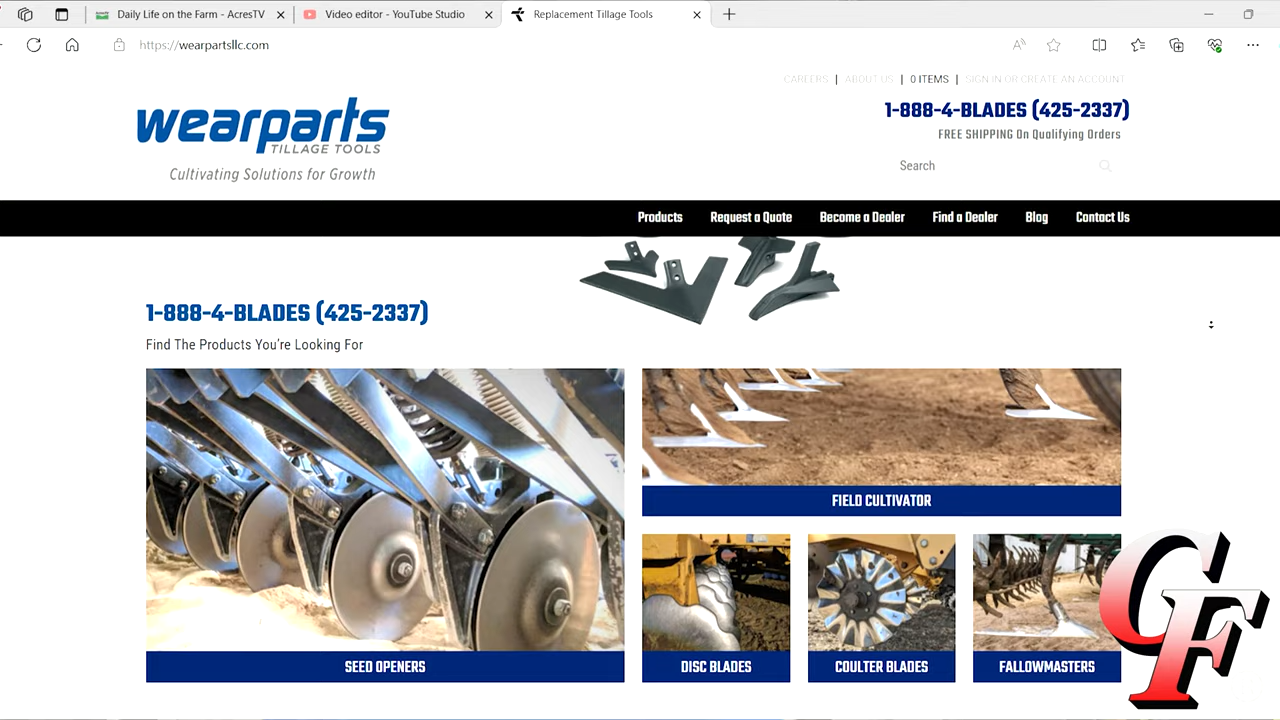 Daily Life on the Farm - AcresTV
Video editor - YouTube Studio
Replacement Tillage Tools
https://wearpartsllc.com
CAREERS | ABOUT US | 0 ITEMS | SIGN IN OR CREATE AN ACCOUNT
wearparts
TILLAGE TOOLS
Cultivating Solutions for Growth
1-888-4-BLADES (425-2337)
FREE SHIPPING On Qualifying Orders
Search
Products Request a Quote Become a Dealer Find a Dealer Blog Contact Us
1-888-4-BLADES (425-2337)
Find The Products You're Looking For
FIELD CULTIVATOR
SEED OPENERS
DISC BLADES
COULTER BLADES
FALLOWMASTERS
CF